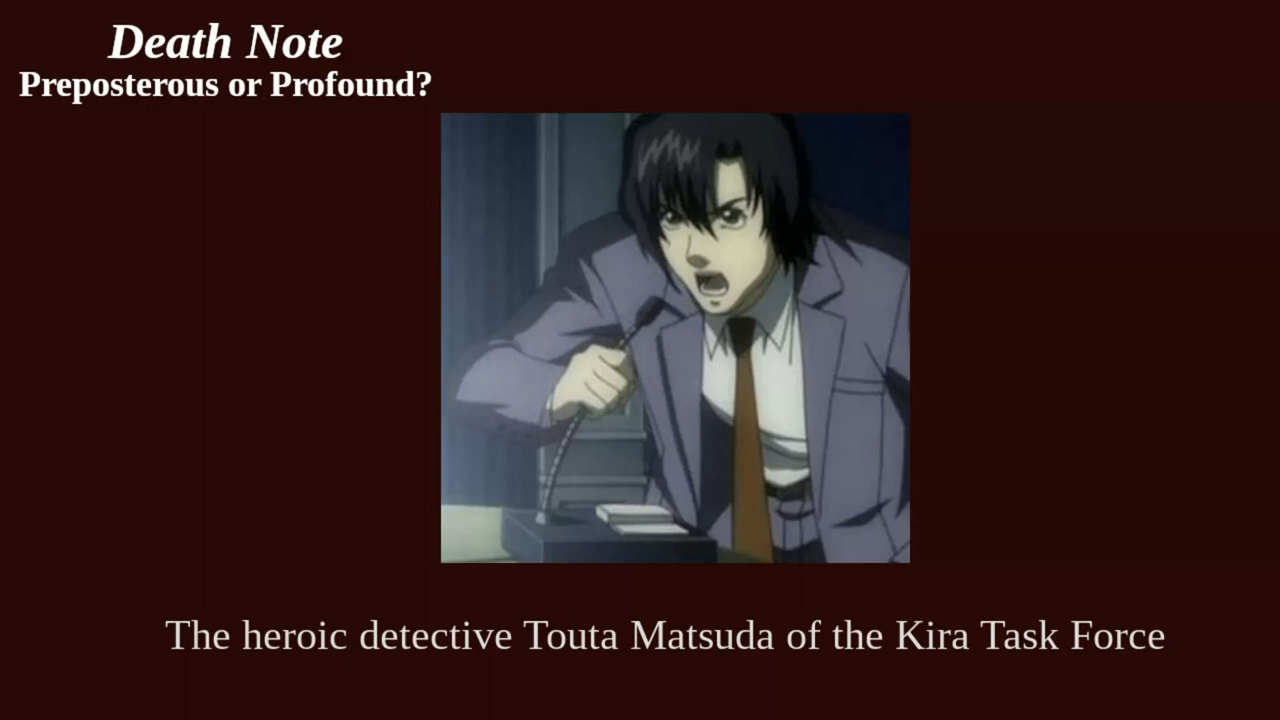 Death Note
Preposterous or Profound?
The heroic detective Touta Matsuda of the Kira Task Force